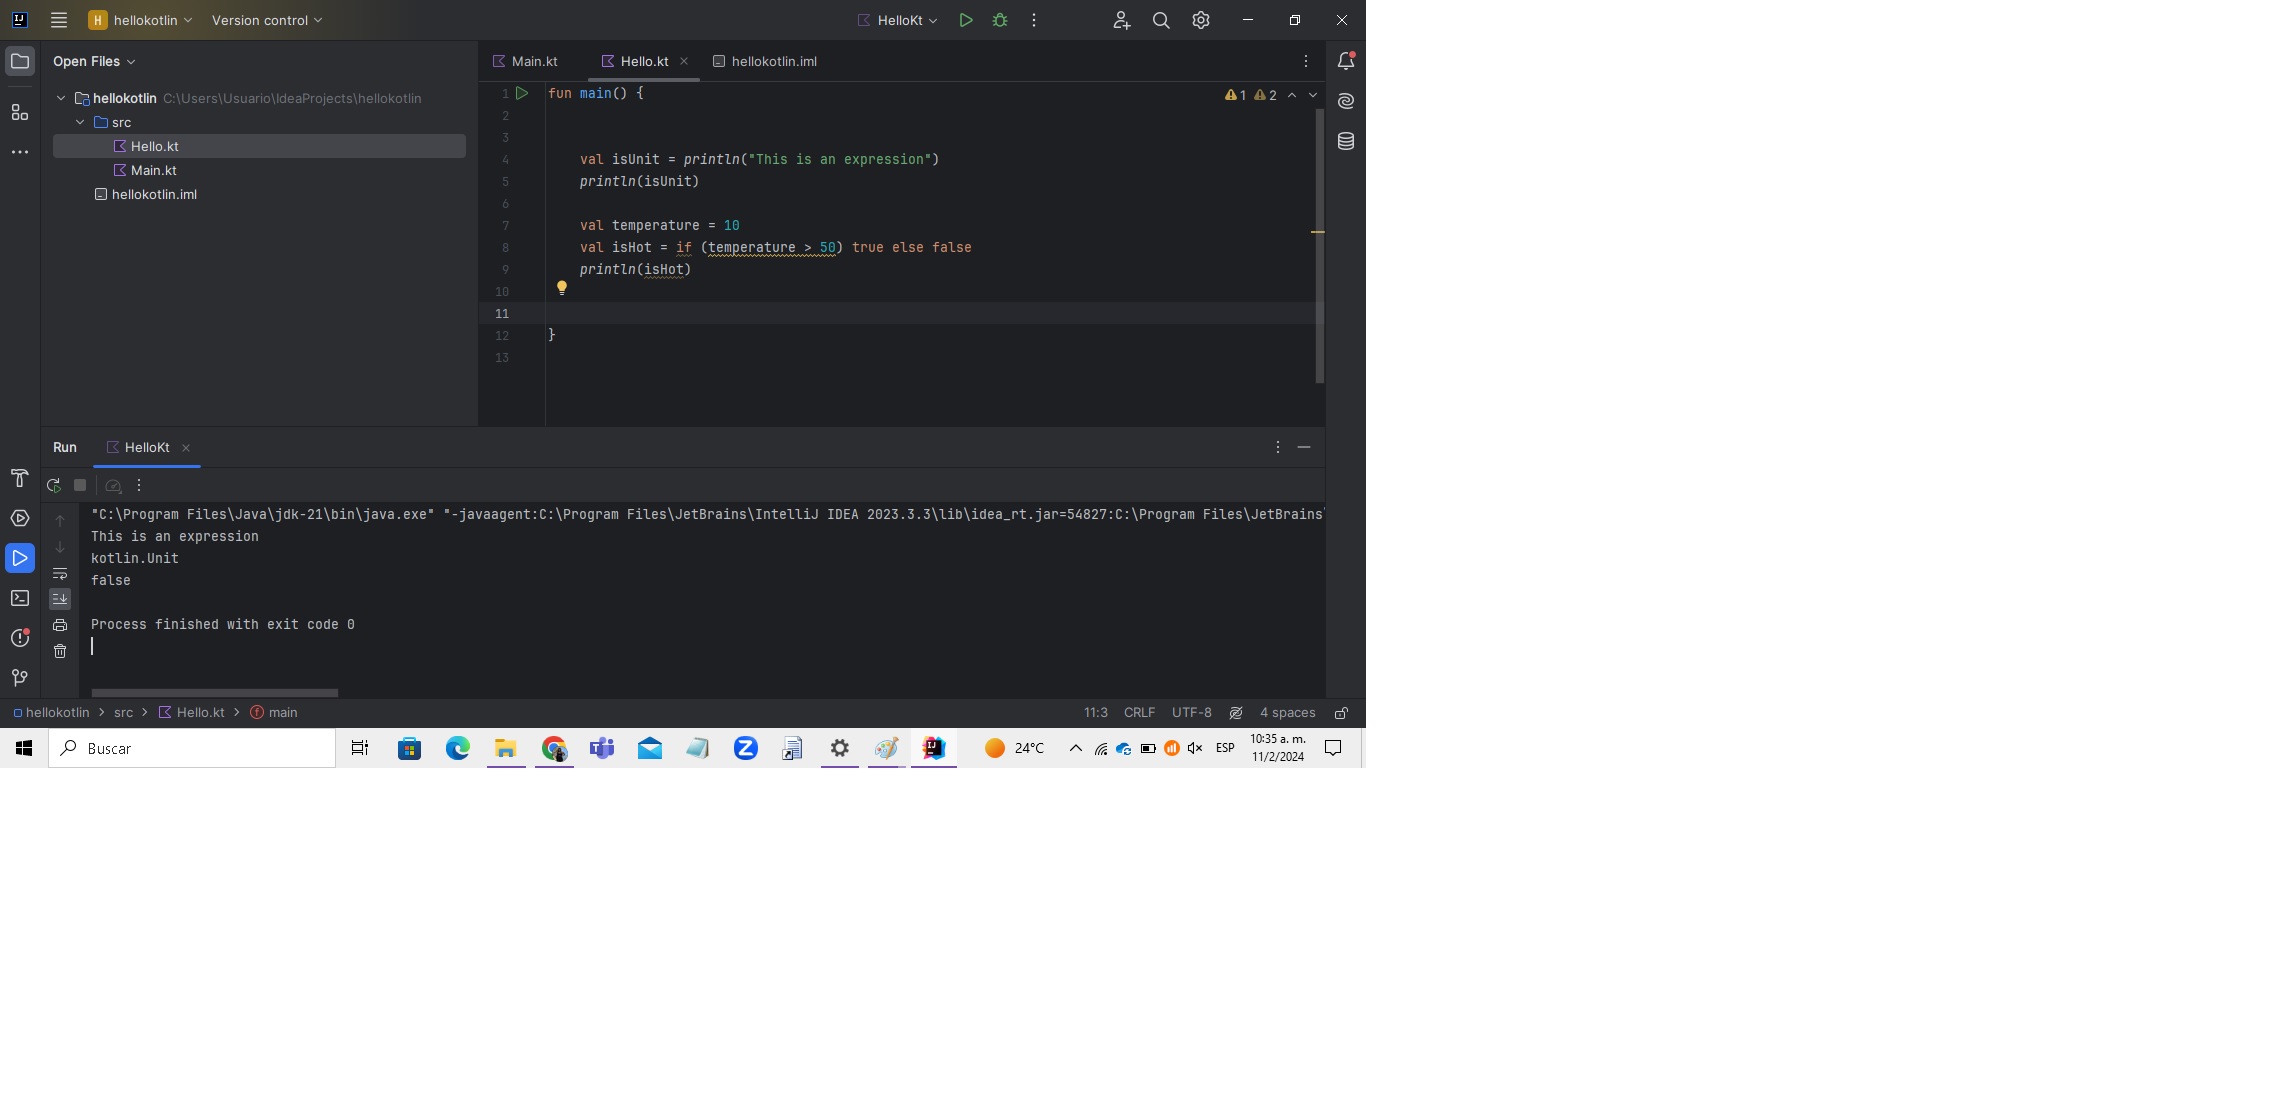 H hellokotlin Version control HelloKt
Open Files
Main.kt Hello.kt hellokotlin.iml
hellokotlin C:\Users\Usuario\IdeaProjects\hellokotlin
src
Hello.kt
Main.kt
hellokotlin.iml
1 fun main() {
1 2
2
3
4 val isUnit = println("This is an expression")
5 println(isUnit)
6
7 val temperature = 10
8 val isHot = if (temperature > 50) true else false
9 println(isHot)
10
11
12 }
13
Run HelloKt
"C:\Program Files\Java\jdk-21\bin\java.exe" "-javaagent:C:\Program Files\JetBrains\IntelliJ IDEA 2023.3.3\lib\idea_rt.jar=54827:C:\Program Files\JetBrains\
This is an expression
kotlin.Unit
false
Process finished with exit code 0
hellokotlin > src > Hello.kt > main 11:3 CRLF UTF-8 4 spaces
Buscar 24°C ESP 10:35 a. m.
11/2/2024